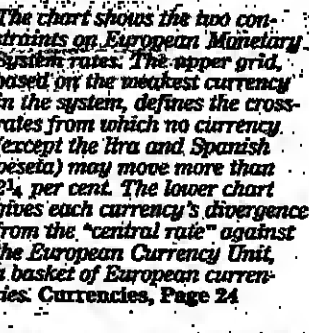 The chart shows the two con-
straints on European Monetary
System rates. The upper grid,
based on the weakest currency
in the system, defines the cross-
rates from which no currency
(except the lira and Spanish
peseta) may move more than
2¼ per cent. The lower chart
gives each currency's divergence
from the "central rate" against
the European Currency Unit,
a basket of European curren-
cies. Currencies, Page 24